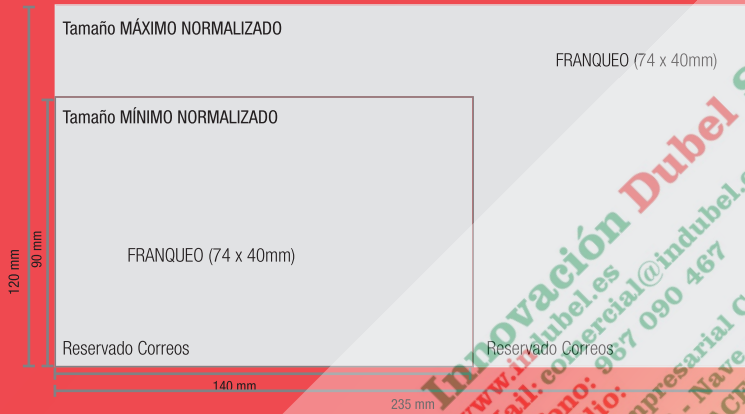 Tamaño MÁXIMO NORMALIZADO
FRANQUEO (74 x 40mm)
Tamaño MÍNIMO NORMALIZADO
FRANQUEO (74 x 40mm)
120 mm
90 mm
Reservado Correos
Reservado Correos
140 mm
235 mm
Innovación Dubel
www.indubel.es
comercial@indubel.
967 090 467